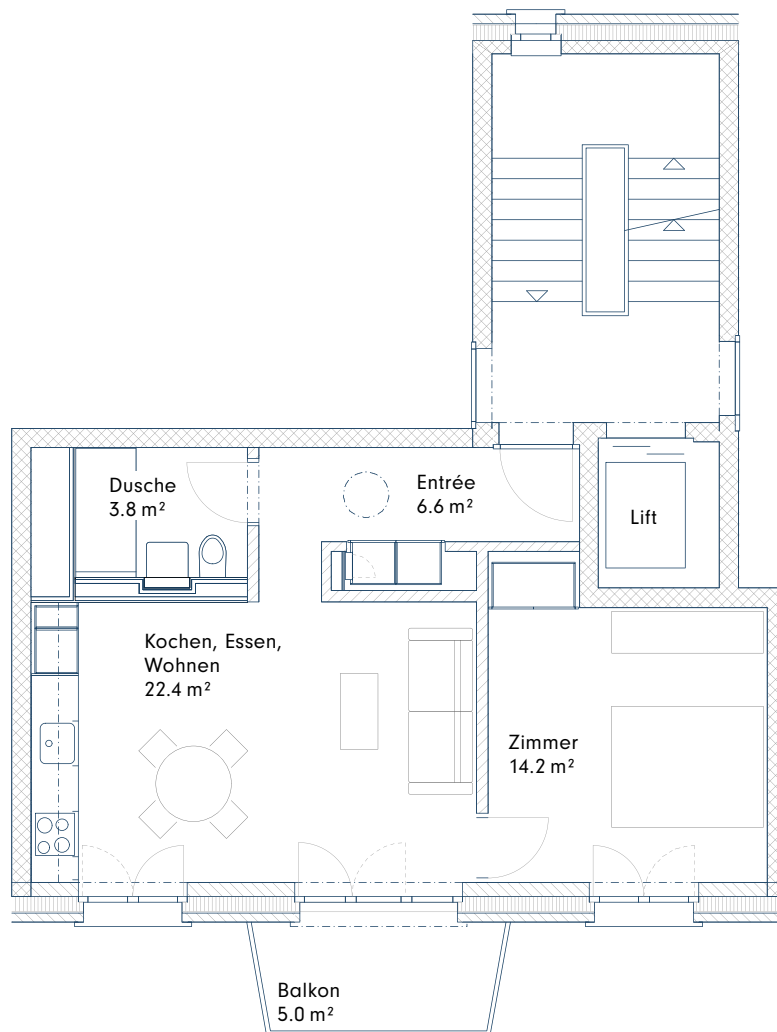 Dusche
3.8 m²
Entrée
6.6 m²
Lift
Kochen, Essen,
Wohnen
22.4 m²
Zimmer
14.2 m²
Balkon
5.0 m²